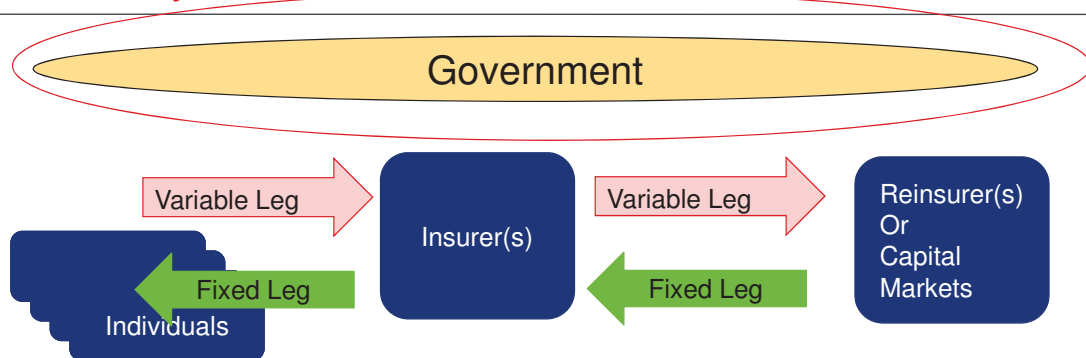 Government
Variable Leg
Variable Leg
Insurer(s)
Reinsurer(s)
Or
Capital
Markets
Fixed Leg
Fixed Leg
Individuals